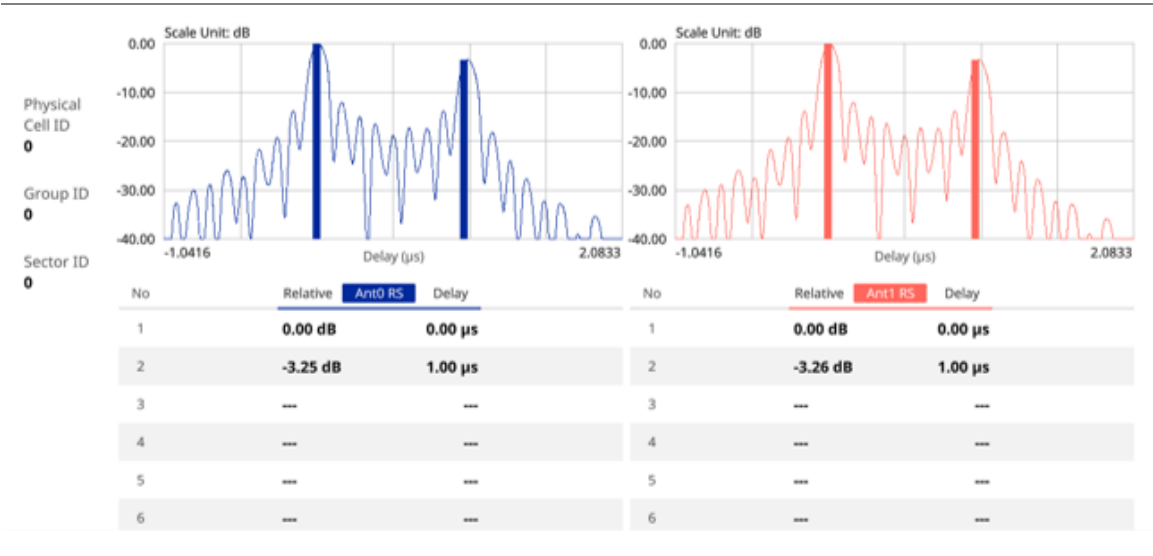 Scale Unit: dB
0.00
-10.00
-20.00
-30.00
-40.00
-1.0416
Delay (µs)
2.0833
Scale Unit: dB
0.00
-10.00
-20.00
-30.00
-40.00
-1.0416
Delay (µs)
2.0833
Physical
Cell ID
0
Group ID
0
Sector ID
0
No Relative Ant0 RS Delay
1 0.00 dB 0.00 µs
2 -3.25 dB 1.00 µs
3 --- ---
4 --- ---
5 --- ---
6 --- ---
No Relative Ant1 RS Delay
1 0.00 dB 0.00 µs
2 -3.26 dB 1.00 µs
3 --- ---
4 --- ---
5 --- ---
6 --- ---